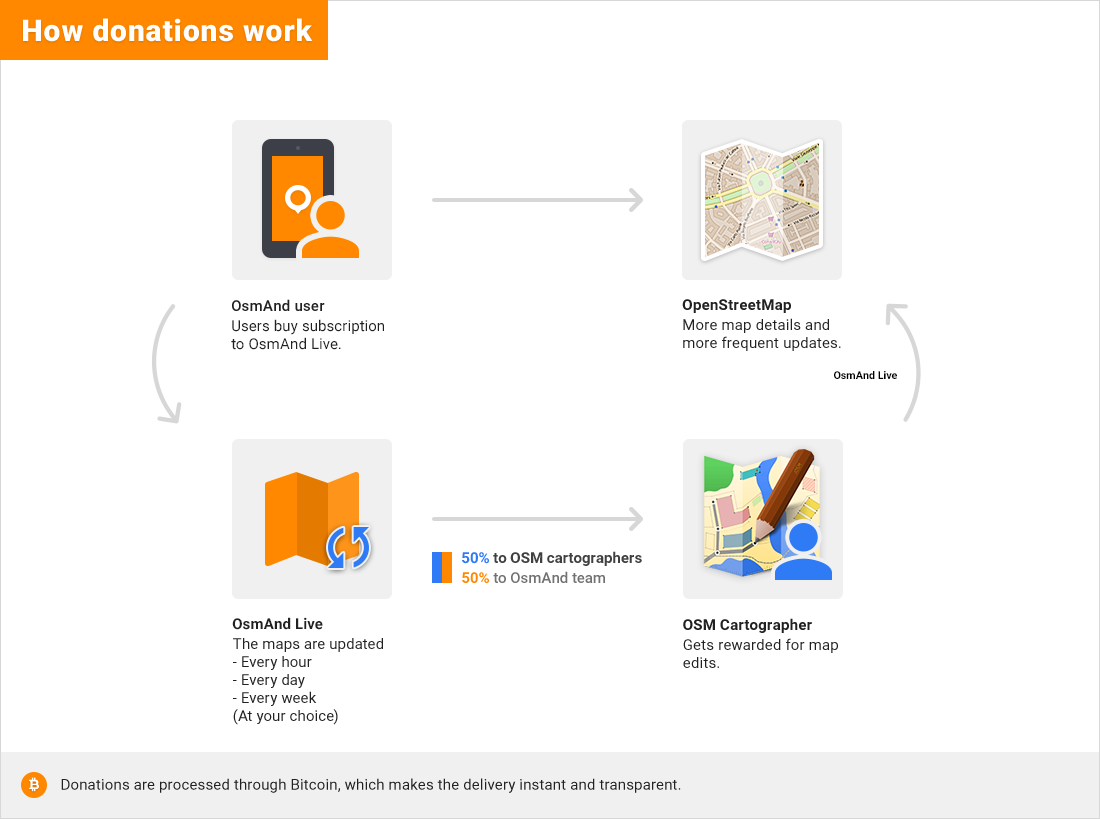 How donations work
OsmAnd user
Users buy subscription
to OsmAnd Live.
OpenStreetMap
More map details and
more frequent updates.
OsmAnd Live
50% to OSM cartographers
50% to OsmAnd team
OsmAnd Live
The maps are updated
- Every hour
- Every day
- Every week
(At your choice)
OSM Cartographer
Gets rewarded for map
edits.
Donations are processed through Bitcoin, which makes the delivery instant and transparent.